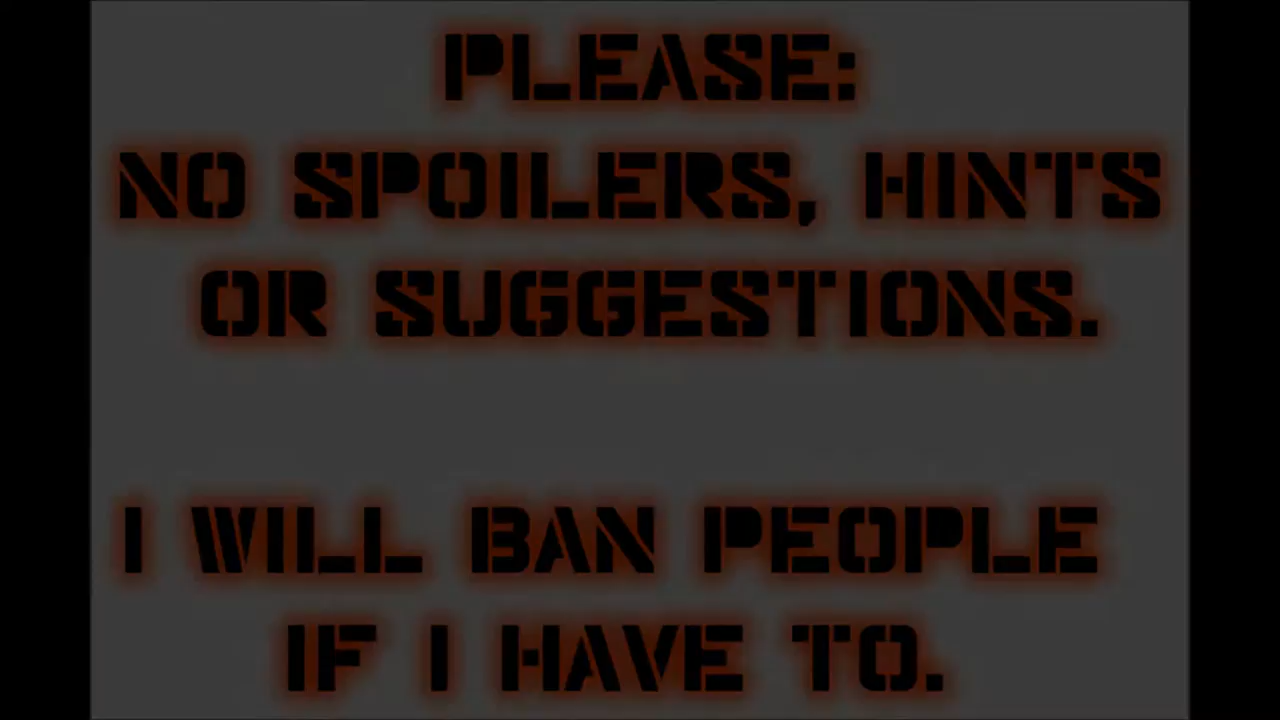 PLEASE:
NO SPOILERS, HINTS
OR SUGGESTIONS.
I WILL BAN PEOPLE
IF I HAVE TO.